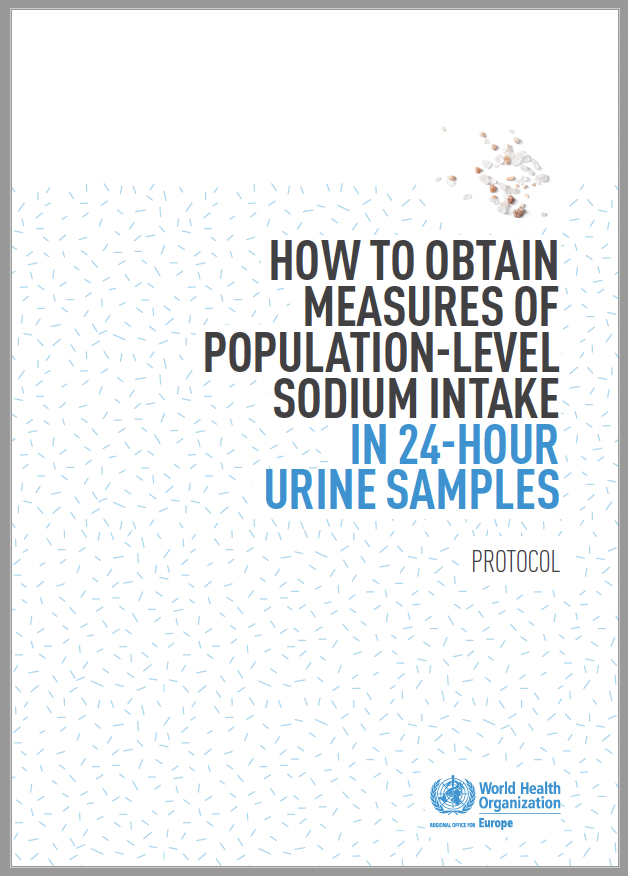 HOW TO OBTAIN
MEASURES OF
POPULATION-LEVEL
SODIUM INTAKE
IN 24-HOUR
URINE SAMPLES
PROTOCOL
World Health
Organization
REGIONAL OFFICE FOR Europe